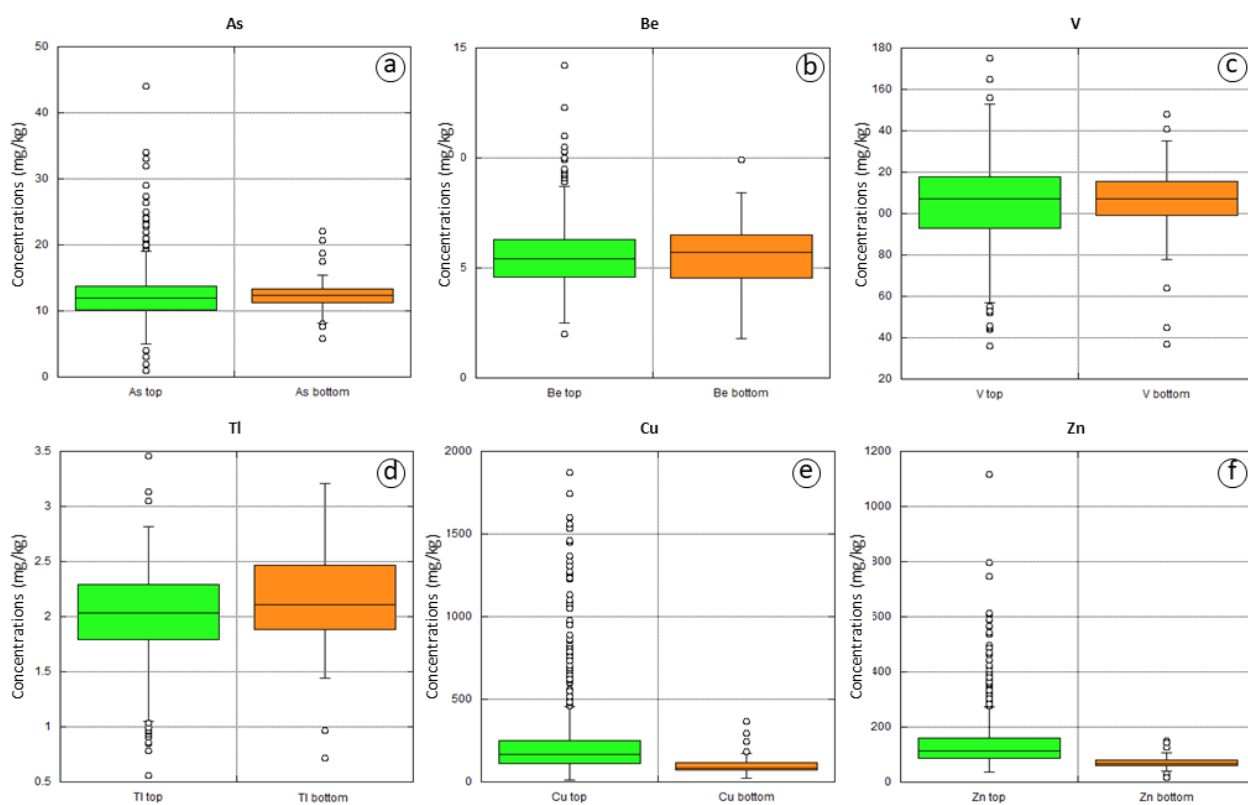 As
50
40
30
20
10
0
Concentrations (mg/kg)
a
As top
As bottom
Be
15
0
5
0
Concentrations (mg/kg)
b
Be top
Be bottom
V
180
160
40
20
00
80
60
40
20
Concentrations (mg/kg)
c
V top
V bottom
Tl
3.5
3
2.5
2
1.5
1
0.5
Concentrations (mg/kg)
d
Tl top
Tl bottom
Cu
2000
1500
1000
500
0
Concentrations (mg/kg)
e
Cu top
Cu bottom
Zn
1200
1000
300
500
400
200
0
Concentrations (mg/kg)
f
Zn top
Zn bottom